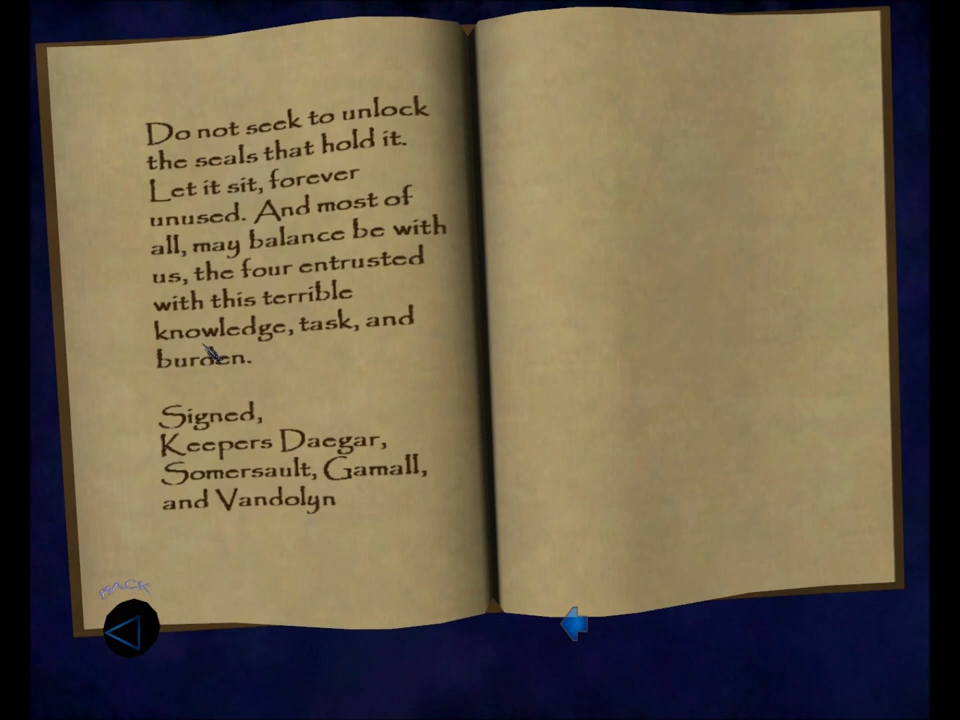 Do not seek to unlock
the seals that hold it.
Let it sit, forever
unused. And most of
all, may balance be with
us, the four entrusted
with this terrible
knowledge, task, and
burden.
Signed,
Keepers Daegar,
Somersault, Gamall,
and Vandolyn
BACK